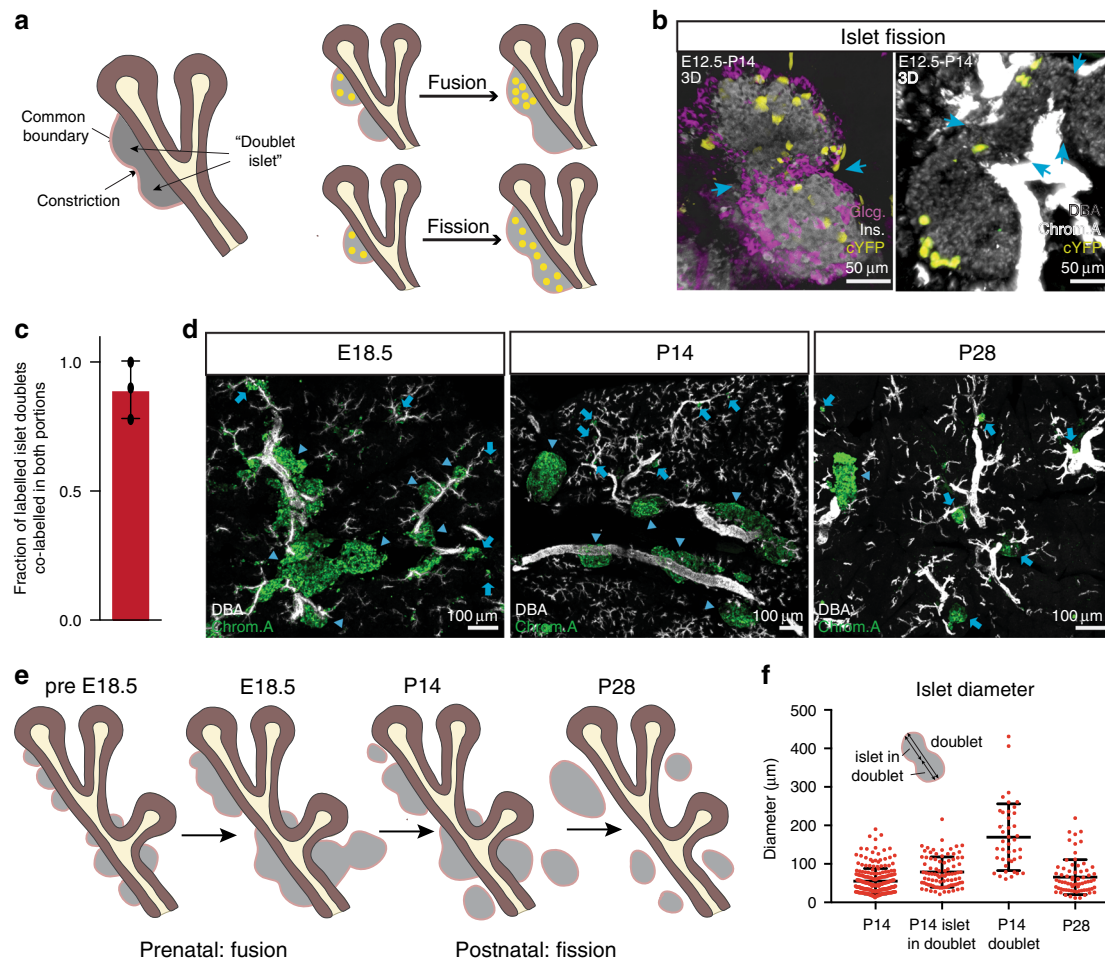 a
Common
boundary
Constriction
"Doublet
islet"
Fusion
Fission
b
Islet fission
E12.5-P14
3D
Glcg.
Ins.
cYFP
50 μm
E12.5-P14
3D
DBA
Chrom.A
cYFP
50 μm
c
Fraction of labelled islet doublets
co-labelled in both portions
1.0
0.5
0.0
d
E18.5
DBA
Chrom.A
100 μm
P14
DBA
Chrom.A
100 μm
P28
DBA
Chrom.A
100 μm
e
pre E18.5
E18.5
P14
P28
Prenatal: fusion
Postnatal: fission
f
Islet diameter
Diameter (μm)
500
400
300
200
100
0
doublet
islet in
doublet
P14
P14 islet
in doublet
P14
doublet
P28